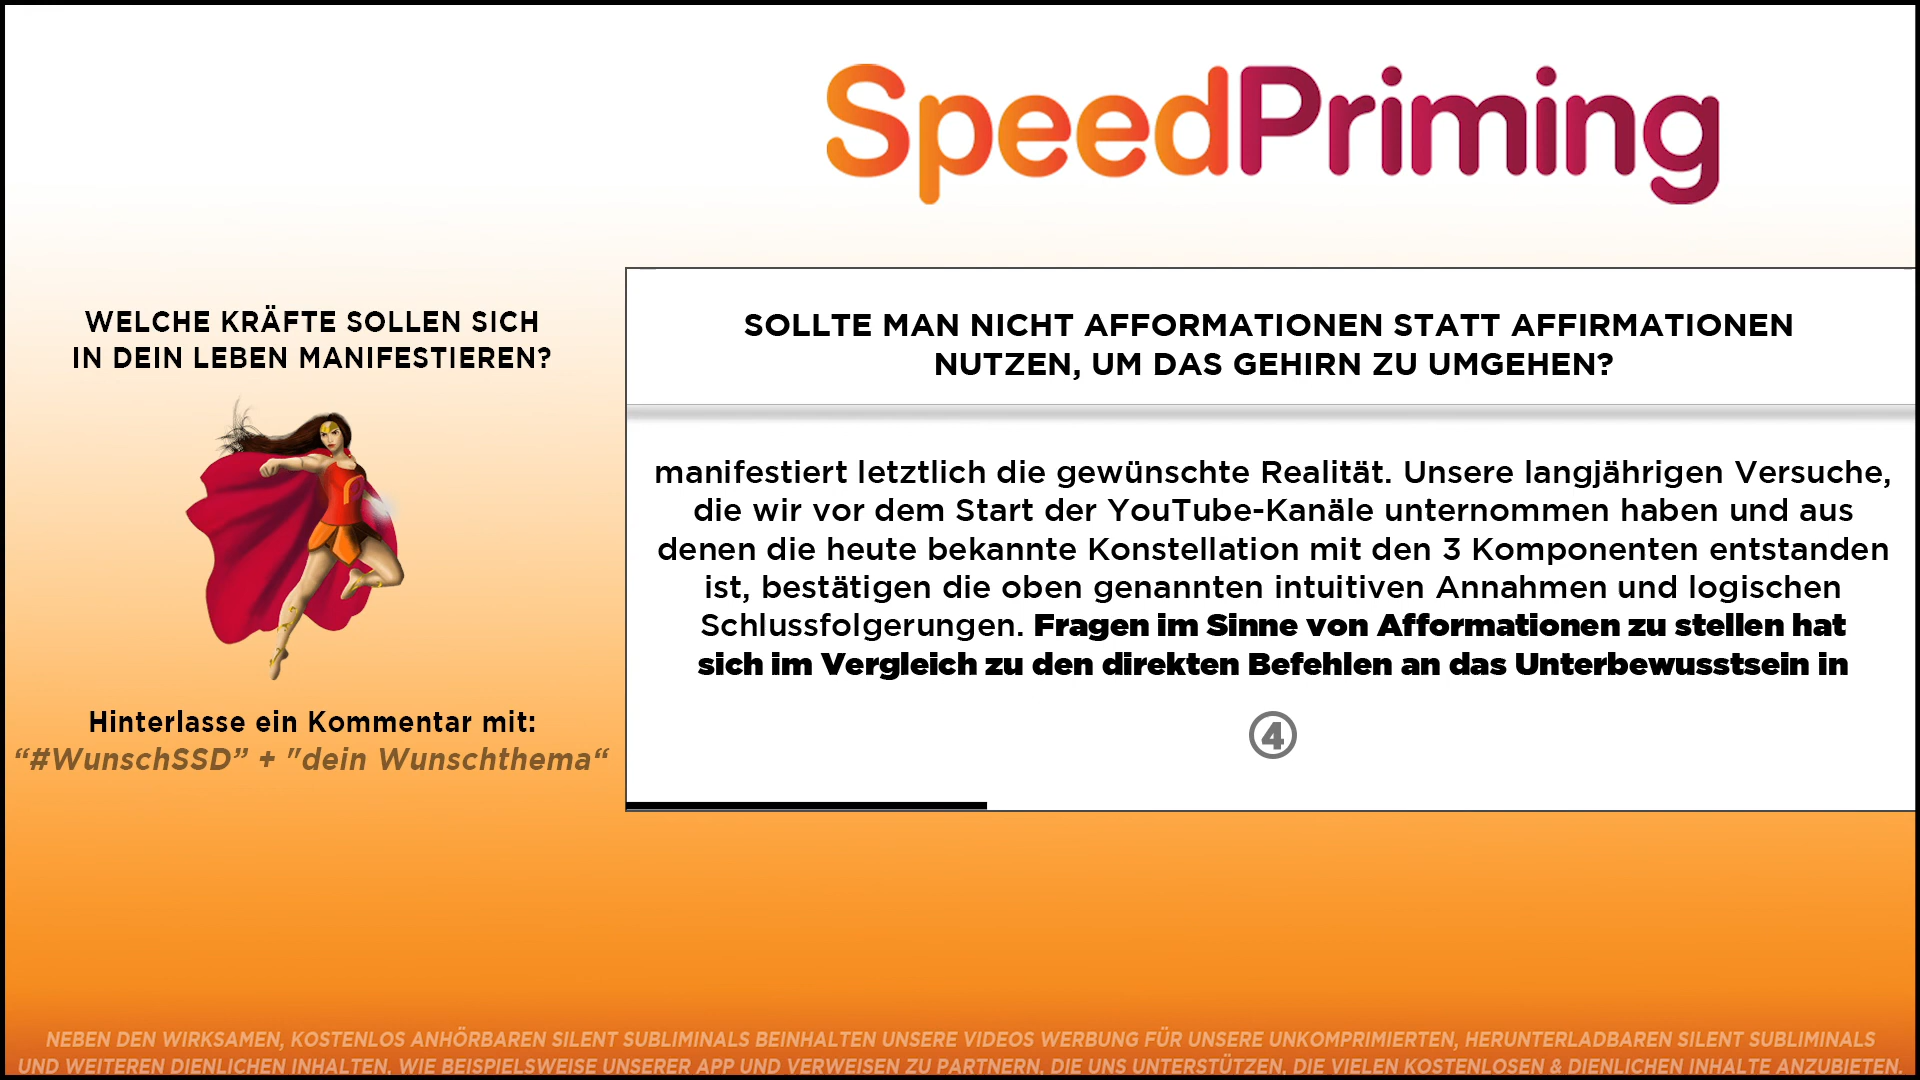 SpeedPriming
WELCHE KRÄFTE SOLLEN SICH
IN DEIN LEBEN MANIFESTIEREN?
Hinterlasse ein Kommentar mit:
“#WunschSSD” + "dein Wunschthema“
SOLLTE MAN NICHT AFFORMATIONEN STATT AFFIRMATIONEN
NUTZEN, UM DAS GEHIRN ZU UMGEHEN?
manifestiert letztlich die gewünschte Realität. Unsere langjährigen Versuche,
die wir vor dem Start der YouTube-Kanäle unternommen haben und aus
denen die heute bekannte Konstellation mit den 3 Komponenten entstanden
ist, bestätigen die oben genannten intuitiven Annahmen und logischen
Schlussfolgerungen. Fragen im Sinne von Afformationen zu stellen hat
sich im Vergleich zu den direkten Befehlen an das Unterbewusstsein in
4
NEBEN DEN WIRKSAMEN, KOSTENLOS ANHÖRBAREN SILENT SUBLIMINALS BEINHALTEN UNSERE VIDEOS WERBUNG FÜR UNSERE UNKOMPRIMIERTEN, HERUNTERLADBAREN SILENT SUBLIMINALS
UND WEITEREN DIENLICHEN INHALTEN, WIE BEISPIELSWEISE UNSERER APP UND VERWEISEN ZU PARTNERN, DIE UNS UNTERSTÜTZEN, DIE VIELEN KOSTENLOSEN & DIENLICHEN INHALTE ANZUBIETEN.